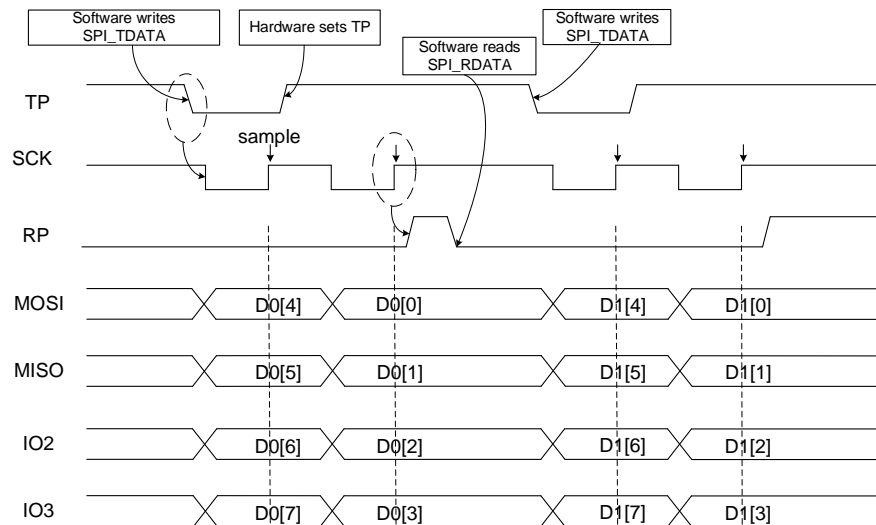 Software writes
SPI_TDATA
Hardware sets TP
Software reads
SPI_RDATA
Software writes
SPI_TDATA
TP
sample
SCK
RP
MOSI D0[4] D0[0] D1[4] D1[0]
MISO D0[5] D0[1] D1[5] D1[1]
IO2 D0[6] D0[2] D1[6] D1[2]
IO3 D0[7] D0[3] D1[7] D1[3]